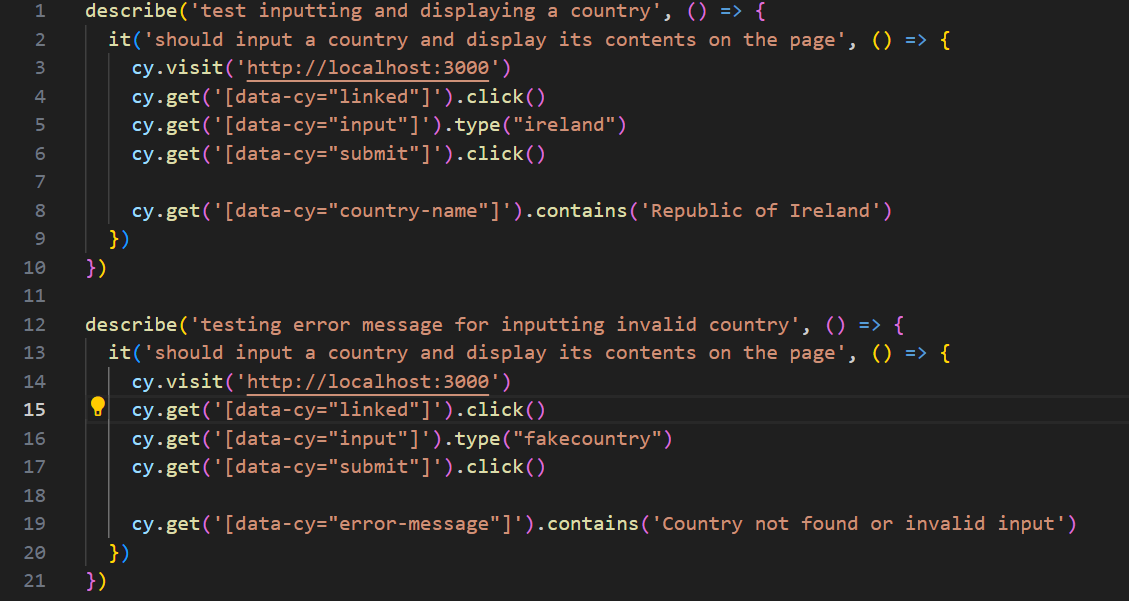 1 describe('test inputting and displaying a country', () => {
2 it('should input a country and display its contents on the page', () => {
3 cy.visit('http://localhost:3000')
4 cy.get('[data-cy="linked"]').click()
5 cy.get('[data-cy="input"]').type("ireland")
6 cy.get('[data-cy="submit"]').click()
7
8 cy.get('[data-cy="country-name"]').contains('Republic of Ireland')
9 })
10 })
11
12 describe('testing error message for inputting invalid country', () => {
13 it('should input a country and display its contents on the page', () => {
14 cy.visit('http://localhost:3000')
15 cy.get('[data-cy="linked"]').click()
16 cy.get('[data-cy="input"]').type("fakecountry")
17 cy.get('[data-cy="submit"]').click()
18
19 cy.get('[data-cy="error-message"]').contains('Country not found or invalid input')
20 })
21 })